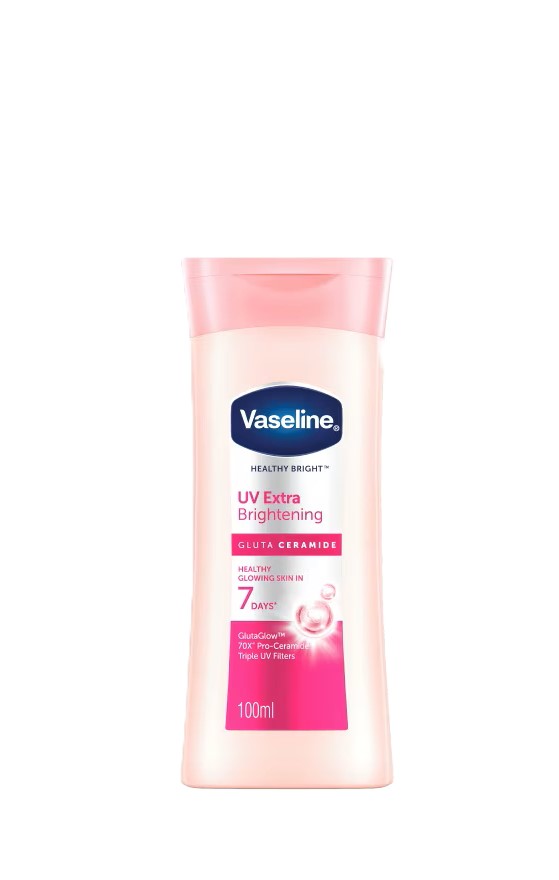 Vaseline®
HEALTHY BRIGHT™
UV Extra
Brightening
GLUTA CERAMIDE
HEALTHY
GLOWING SKIN IN
7 DAYS*
GlutaGlow™
70X^ Pro-Ceramide
Triple UV Filters
100ml